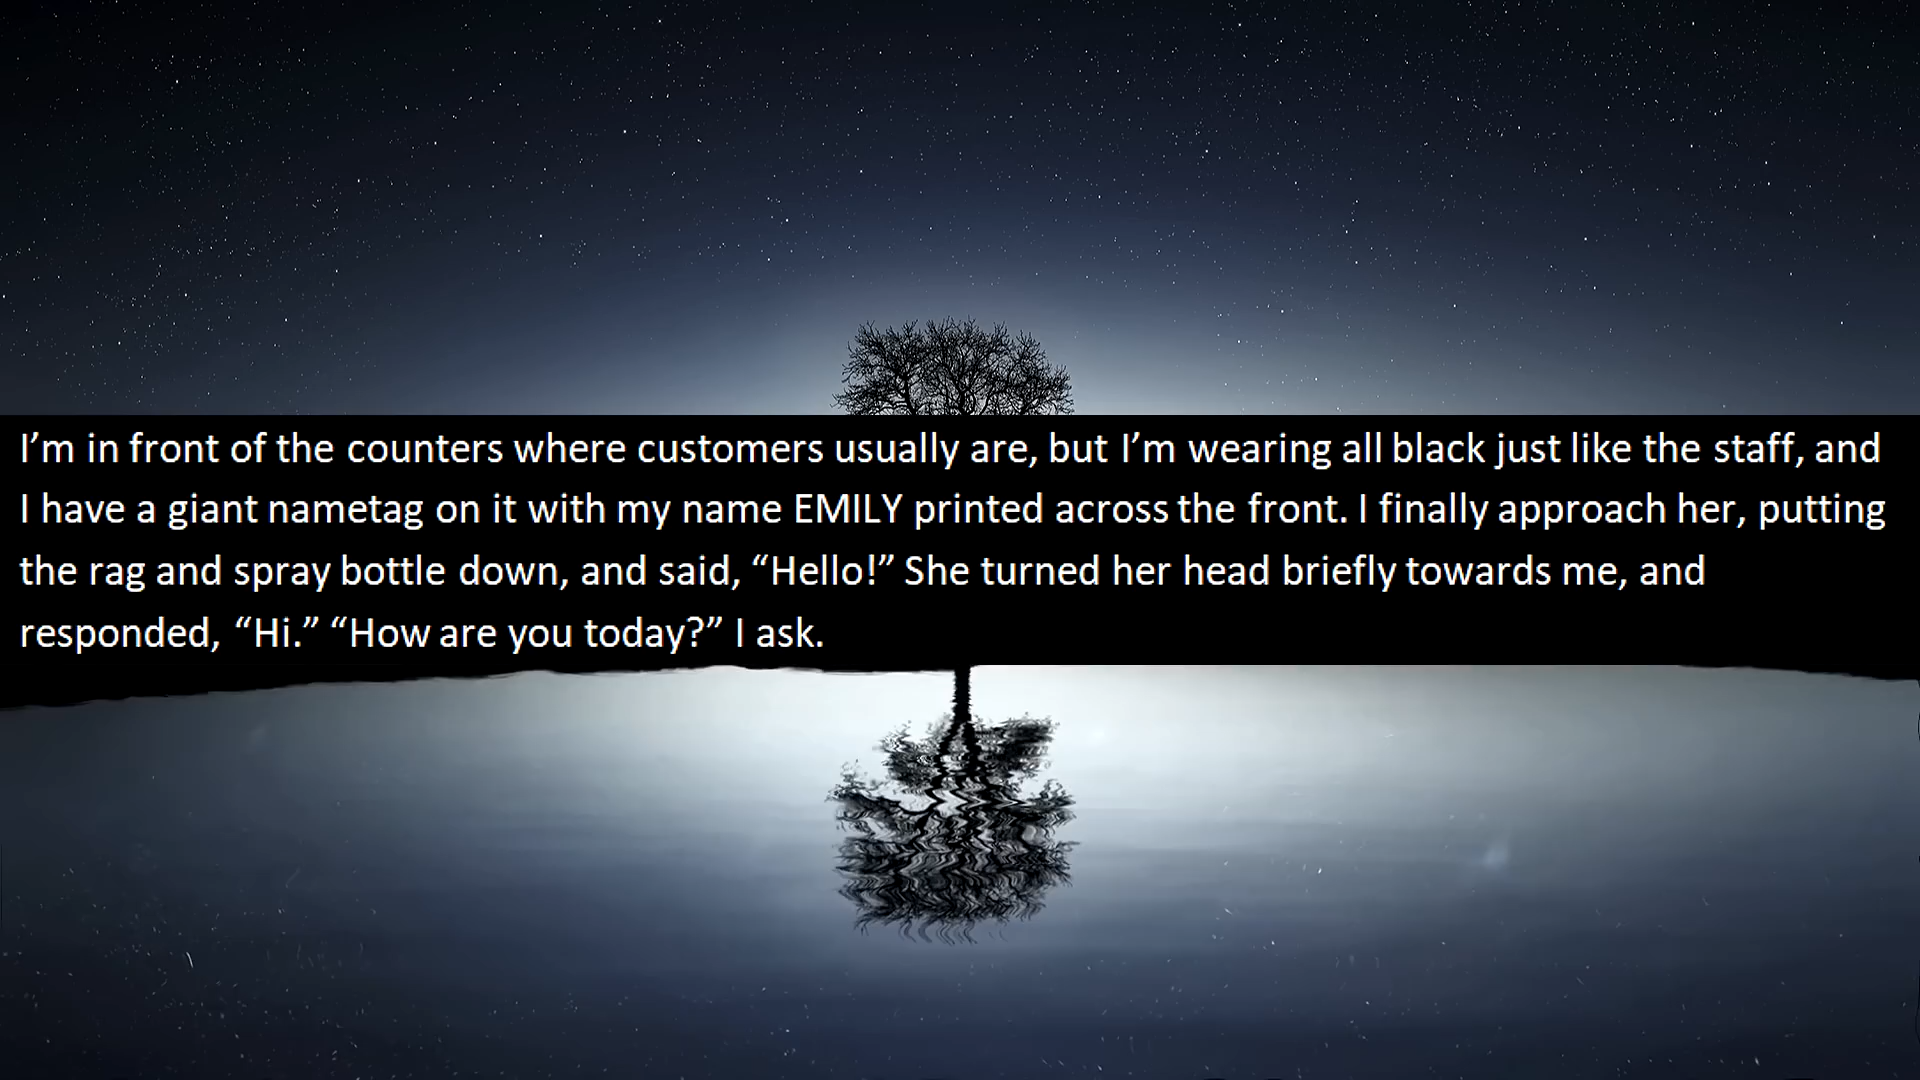 I’m in front of the counters where customers usually are, but I’m wearing all black just like the staff, and
I have a giant nametag on it with my name EMILY printed across the front. I finally approach her, putting
the rag and spray bottle down, and said, “Hello!” She turned her head briefly towards me, and
responded, “Hi.” “How are you today?” I ask.